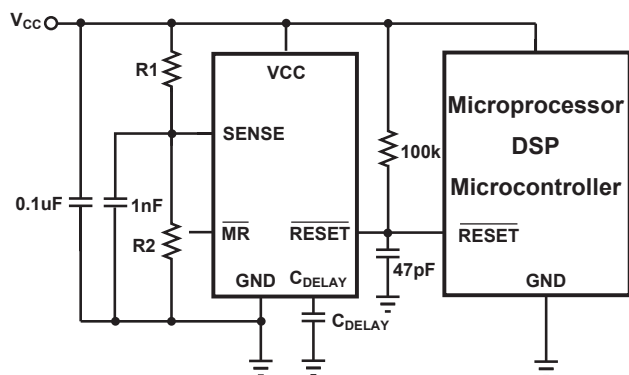 VCC
R1
VCC
SENSE
Microprocessor
DSP
Microcontroller
100k
0.1uF
1nF
R2
MR
RESET
RESET
47pF
GND
CDELAY
GND
CDELAY